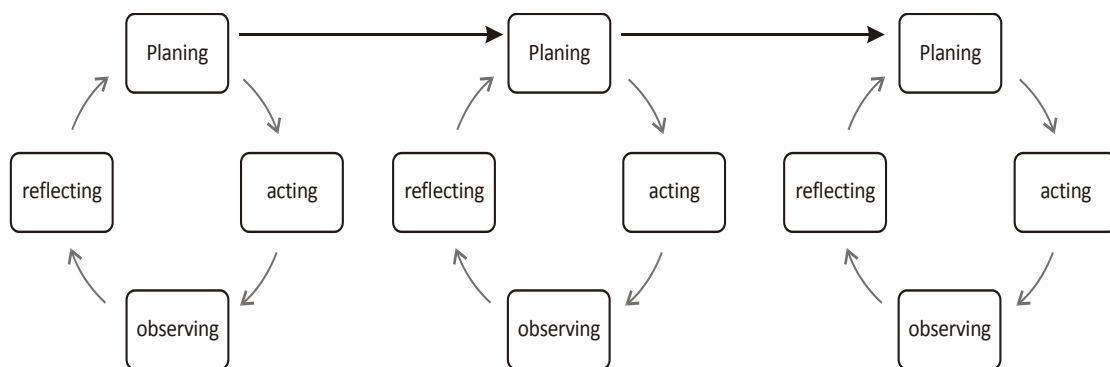 Planing
Planing
Planing
reflecting
acting
reflecting
acting
reflecting
acting
observing
observing
observing